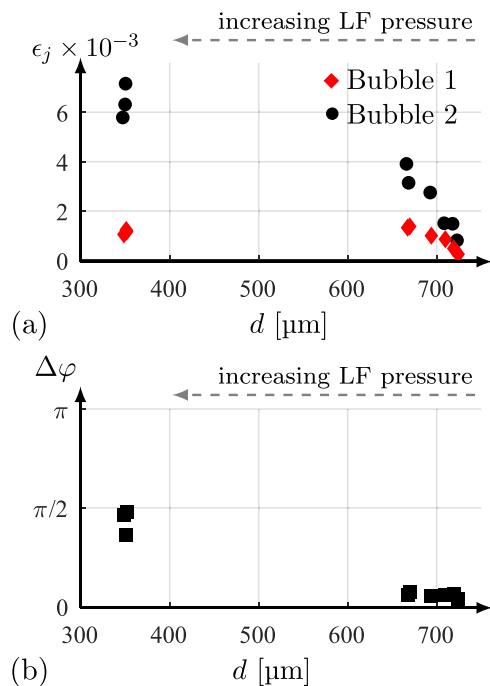 increasing LF pressure
ϵj × 10⁻³
Bubble 1
Bubble 2
6
4
2
0
300 400 500 600 700
(a)
d [µm]
Δφ
increasing LF pressure
π
π/2
0
300 400 500 600 700
(b)
d [µm]